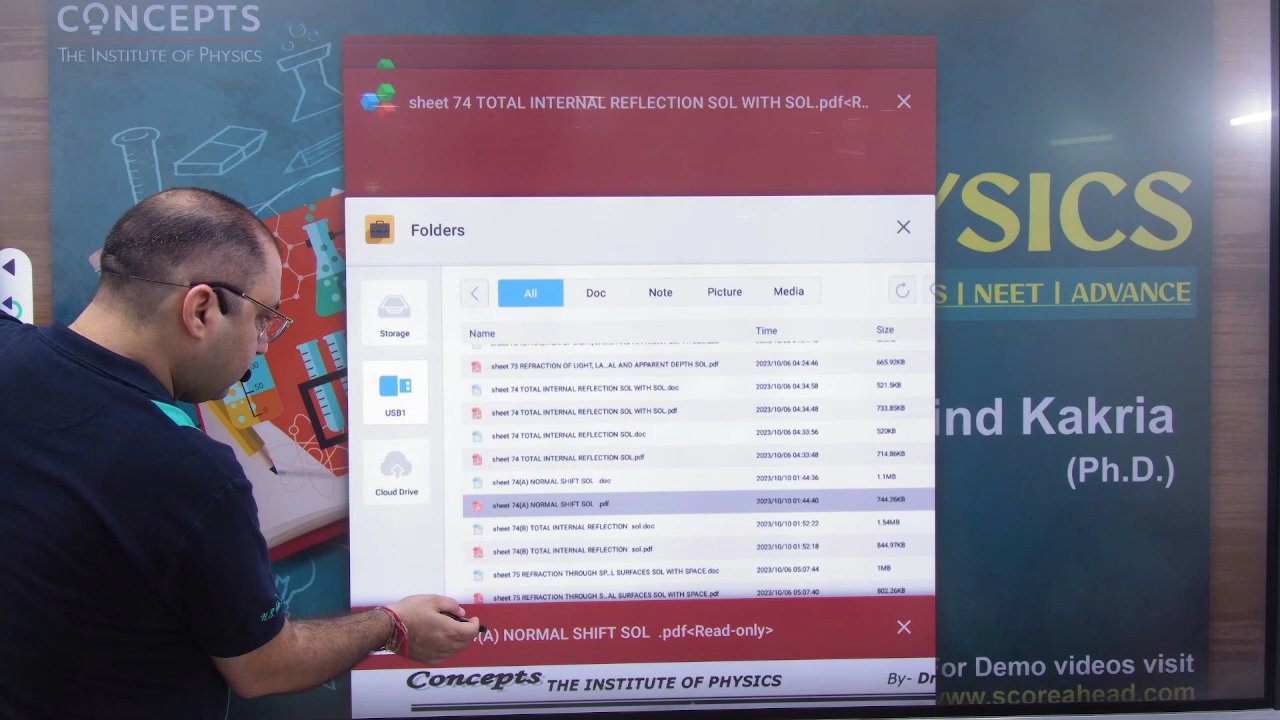 CONCEPTS
THE INSTITUTE OF PHYSICS
sheet 74 TOTAL INTERNAL REFLECTION SOL WITH SOL.pdf<R..
Folders
All Doc Note Picture Media
Storage
USB1
Cloud Drive
Name Time Size
sheet 73 REFRACTION OF LIGHT, LA...AL AND APPARENT DEPTH SOL.pdf 2023/10/06 04:24:46 665.92KB
sheet 74 TOTAL INTERNAL REFLECTION SOL WITH SOL.doc 2023/10/06 04:34:58 521.5KB
sheet 74 TOTAL INTERNAL REFLECTION SOL WITH SOL.pdf 2023/10/06 04:34:48 733.85KB
sheet 74 TOTAL INTERNAL REFLECTION SOL.doc 2023/10/06 04:33:56 520KB
sheet 74 TOTAL INTERNAL REFLECTION SOL.pdf 2023/10/06 04:33:48 714.86KB
sheet 74(A) NORMAL SHIFT SOL .doc 2023/10/10 01:44:36 1.1MB
sheet 74(A) NORMAL SHIFT SOL .pdf 2023/10/10 01:44:40 744.26KB
sheet 74(B) TOTAL INTERNAL REFLECTION sol.doc 2023/10/10 01:52:22 1.54MB
sheet 74(B) TOTAL INTERNAL REFLECTION sol.pdf 2023/10/10 01:52:18 844.97KB
sheet 75 REFRACTION THROUGH SP...L SURFACES SOL WITH SPACE.doc 2023/10/06 05:07:44 1MB
sheet 75 REFRACTION THROUGH S...AL SURFACES SOL WITH SPACE.pdf 2023/10/06 05:07:40 802.26KB
(A) NORMAL SHIFT SOL .pdf<Read-only>
Concepts THE INSTITUTE OF PHYSICS By- Dr
YSICS
S | NEET | ADVANCE
ind Kakria
(Ph.D.)
For Demo videos visit
www.scoreahead.com